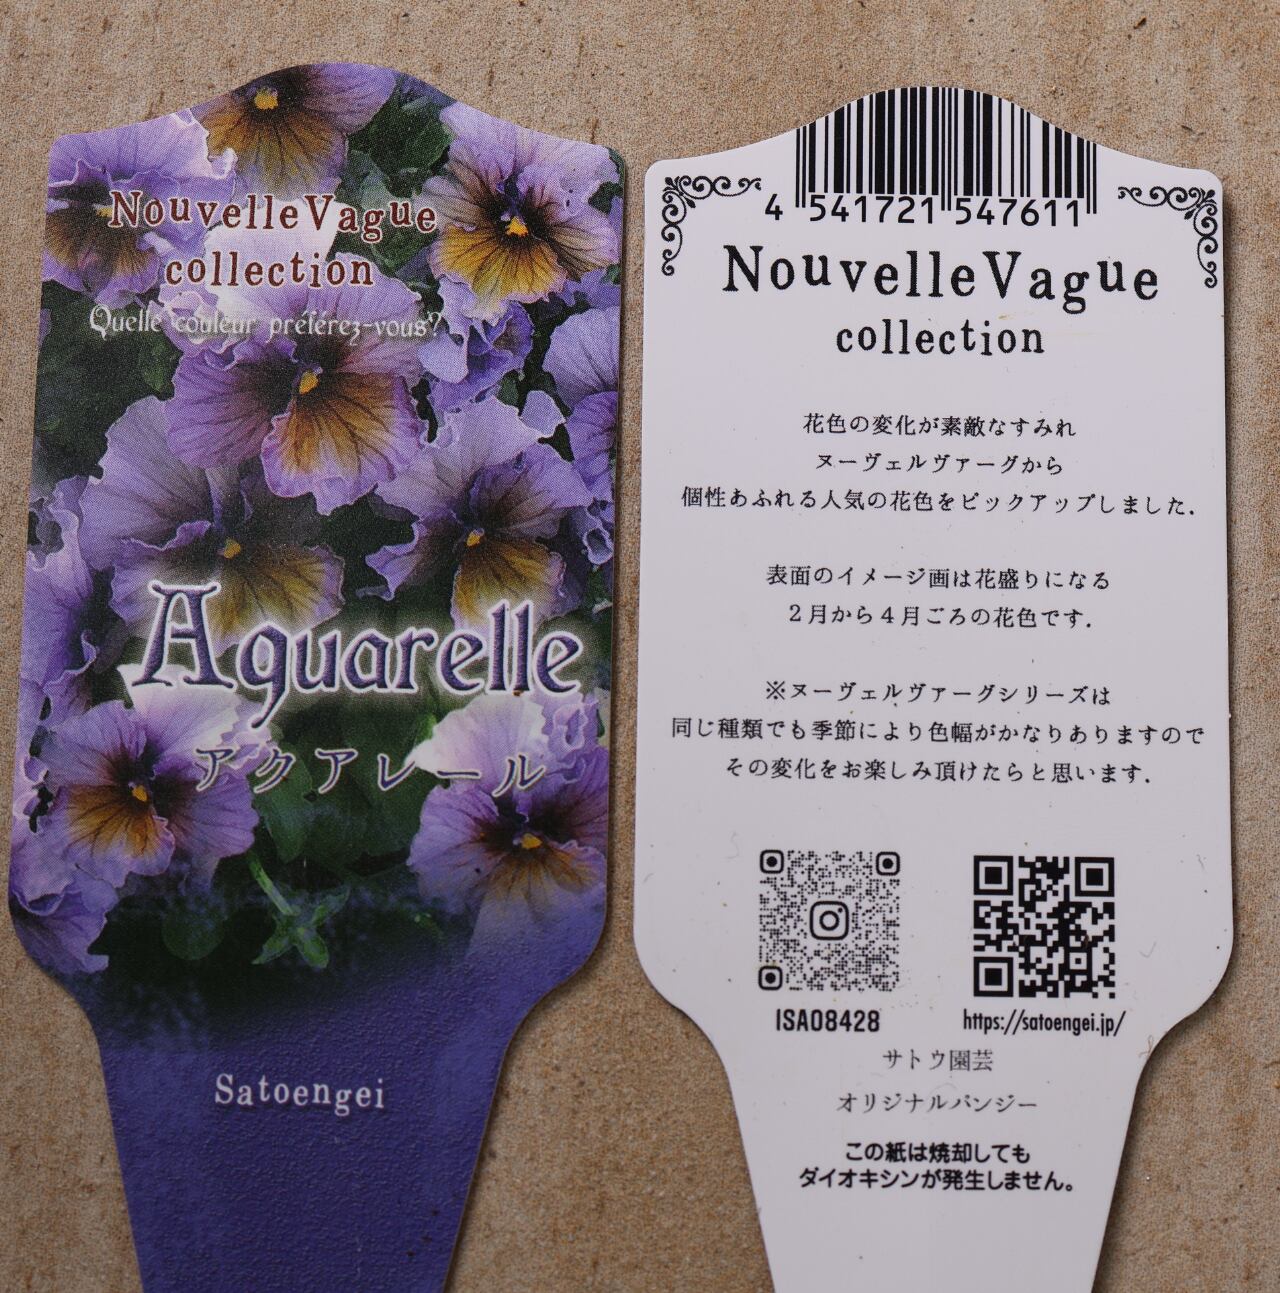 NouvelleVague
collection
Quelle couleur préférez-vous?
Aquarelle
アクアレール
Satoengei
4 541721 547611
NouvelleVague
collection
花色の変化が素敵なすみれ
ヌーヴェルヴァーグから
個性あふれる人気の花色をピックアップしました.
表面のイメージ画は花盛りになる
2月から4月ごろの花色です.
※ヌーヴェルヴァーグシリーズは
同じ種類でも季節により色幅がかなりありますので
その変化をお楽しみ頂けたらと思います.
ISAO8428
https://satoengei.jp/
サトウ園芸
オリジナルパンジー
この紙は焼却しても
ダイオキシンが発生しません。